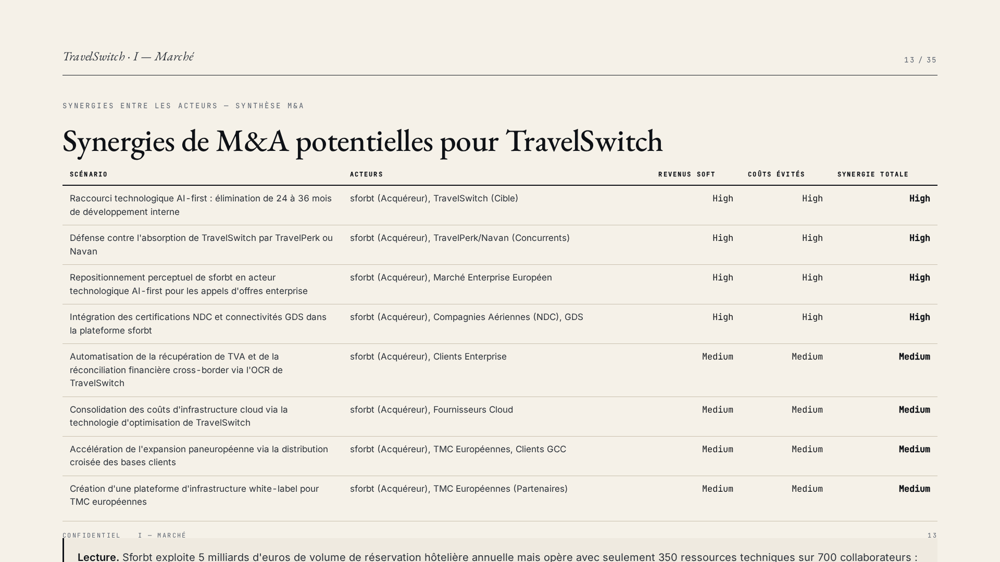 TravelSwitch · I — Marché
13 / 35
SYNERGIES ENTRE LES ACTEURS — SYNTHÈSE M&A
Synergies de M&A potentielles pour TravelSwitch
SCÉNARIO ACTEURS REVENUS SOFT COÛTS ÉVITÉS SYNERGIE TOTALE
Raccourci technologique AI-first : élimination de 24 à 36 mois sforbt (Acquéreur), TravelSwitch (Cible) High High High
de développement interne
Défense contre l'absorption de TravelSwitch par TravelPerk ou sforbt (Acquéreur), TravelPerk/Navan (Concurrents) High High High
Navan
Repositionnement perceptuel de sforbt en acteur sforbt (Acquéreur), Marché Enterprise Européen High High High
technologique AI-first pour les appels d'offres enterprise
Intégration des certifications NDC et connectivités GDS dans sforbt (Acquéreur), Compagnies Aériennes (NDC), GDS High High High
la plateforme sforbt
Automatisation de la récupération de TVA et de la sforbt (Acquéreur), Clients Enterprise Medium Medium Medium
réconciliation financière cross-border via l'OCR de
TravelSwitch
Consolidation des coûts d'infrastructure cloud via la sforbt (Acquéreur), Fournisseurs Cloud Medium Medium Medium
technologie d'optimisation de TravelSwitch
Accélération de l'expansion paneuropéenne via la distribution sforbt (Acquéreur), TMC Européennes, Clients GCC Medium Medium Medium
croisée des bases clients
Création d'une plateforme d'infrastructure white-label pour sforbt (Acquéreur), TMC Européennes (Partenaires) Medium Medium Medium
TMC européennes
CONFIDENTIEL I — MARCHÉ 13
Lecture. Sforbt exploite 5 milliards d'euros de volume de réservation hôtelière annuelle mais opère avec seulement 350 ressources techniques sur 700 collaborateurs :